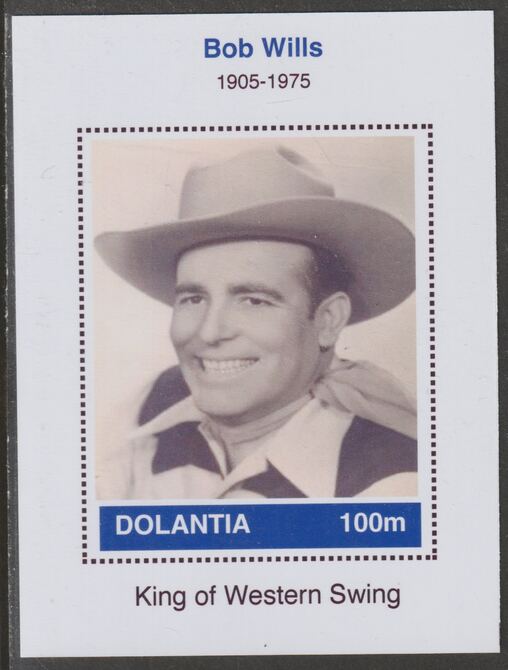 Bob Wills
1905-1975
DOLANTIA 100m
King of Western Swing